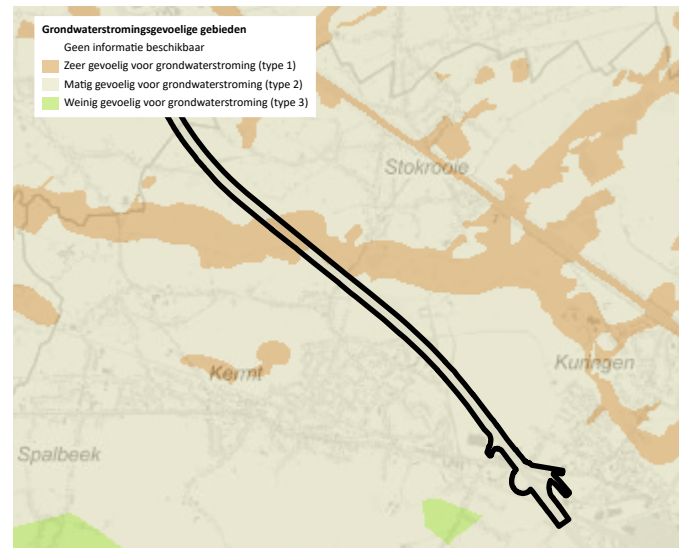 Grondwaterstromingsgevoelige gebieden
Geen informatie beschikbaar
Zeer gevoelig voor grondwaterstroming (type 1)
Matig gevoelig voor grondwaterstroming (type 2)
Weinig gevoelig voor grondwaterstroming (type 3)
Stokrooie
Kuringen
Kermt
Spalbeek